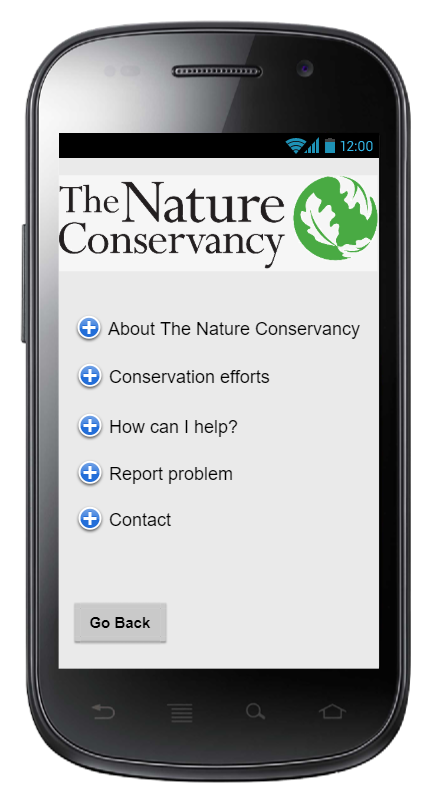 12:00
The Nature
Conservancy
About The Nature Conservancy
Conservation efforts
How can I help?
Report problem
Contact
Go Back